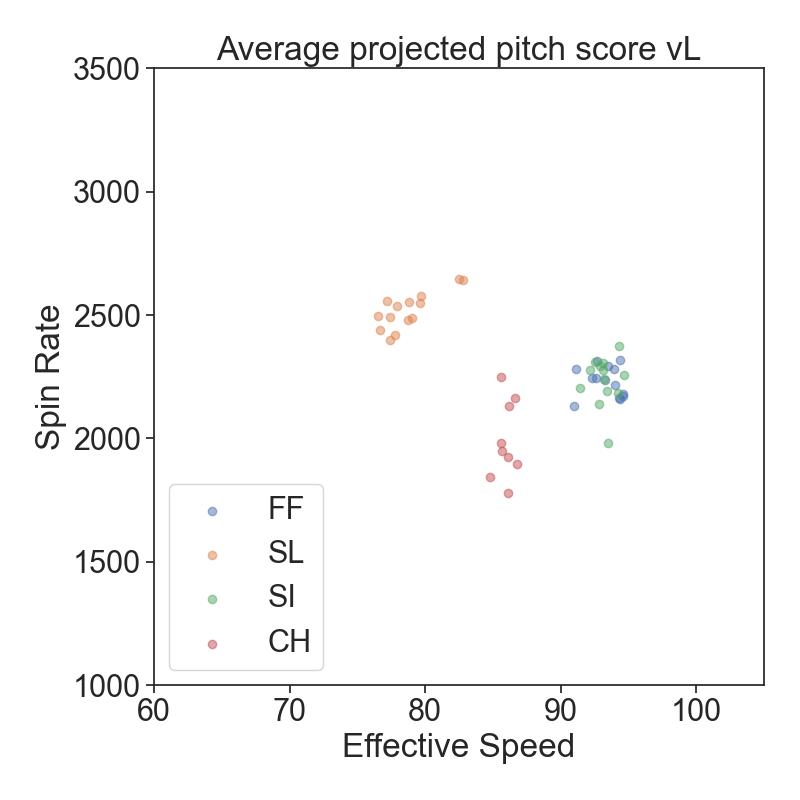 Average projected pitch score vL
3500
3000
2500
2000
1500
1000
Spin Rate
FF
SL
SI
CH
60
70
80
90
100
Effective Speed